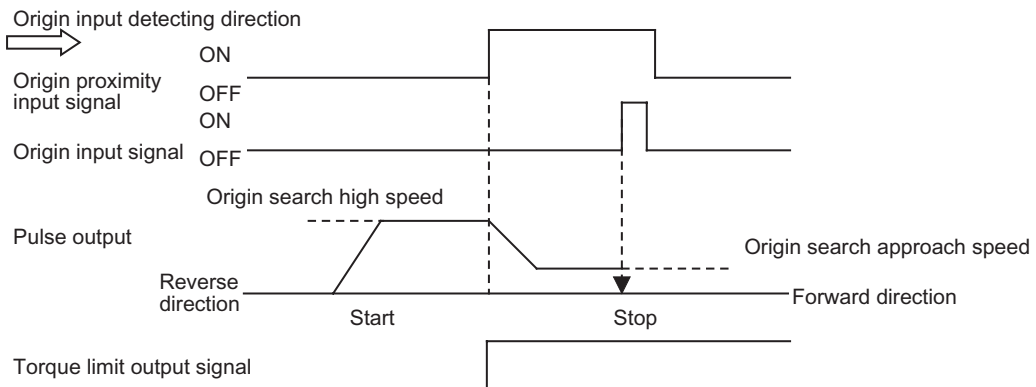 Origin input detecting direction
ON
Origin proximity
input signal
OFF
ON
Origin input signal
OFF
Origin search high speed
Pulse output
Origin search approach speed
Reverse
direction
Forward direction
Start
Stop
Torque limit output signal